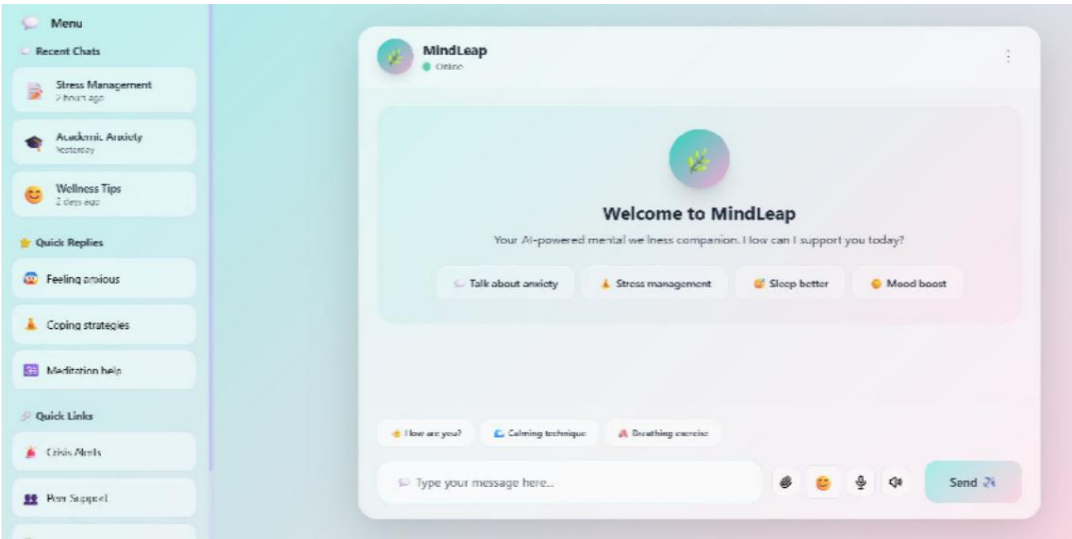 Menu
Recent Chats
Stress Management
2 hours ago
Academic Anxiety
Yesterday
Wellness Tips
2 days ago
Quick Replies
Feeling anxious
Coping strategies
Meditation help
Quick Links
Crisis Alerts
Peer Support
MindLeap
Online
Welcome to MindLeap
Your AI-powered mental wellness companion. How can I support you today?
Talk about anxiety
Stress management
Sleep better
Mood boost
How are you?
Calming technique
Breathing exercise
Type your message here...
Send